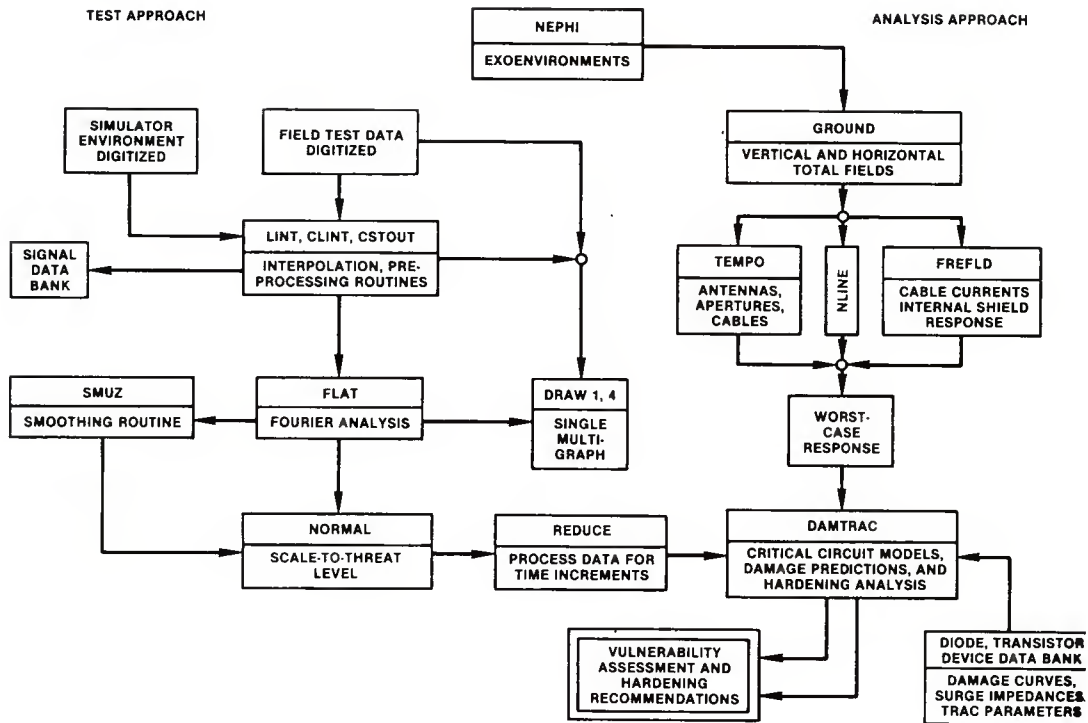 TEST APPROACH
ANALYSIS APPROACH
NEPHI
EXOENVIRONMENTS
SIMULATOR
ENVIRONMENT
DIGITIZED
FIELD TEST DATA
DIGITIZED
GROUND
VERTICAL AND HORIZONTAL
TOTAL FIELDS
LINT, CLINT, CSTOUT
INTERPOLATION, PRE-
PROCESSING ROUTINES
SIGNAL
DATA
BANK
TEMPO
ANTENNAS,
APERTURES,
CABLES
NLINE
FREFLD
CABLE CURRENTS
INTERNAL SHIELD
RESPONSE
SMUZ
SMOOTHING ROUTINE
FLAT
FOURIER ANALYSIS
DRAW 1, 4
SINGLE
MULTI-
GRAPH
WORST-
CASE
RESPONSE
NORMAL
SCALE-TO-THREAT
LEVEL
REDUCE
PROCESS DATA FOR
TIME INCREMENTS
DAMTRAC
CRITICAL CIRCUIT MODELS,
DAMAGE PREDICTIONS, AND
HARDENING ANALYSIS
VULNERABILITY
ASSESSMENT AND
HARDENING
RECOMMENDATIONS
DIODE, TRANSISTOR
DEVICE DATA BANK
DAMAGE CURVES,
SURGE IMPEDANCES,
TRAC PARAMETERS